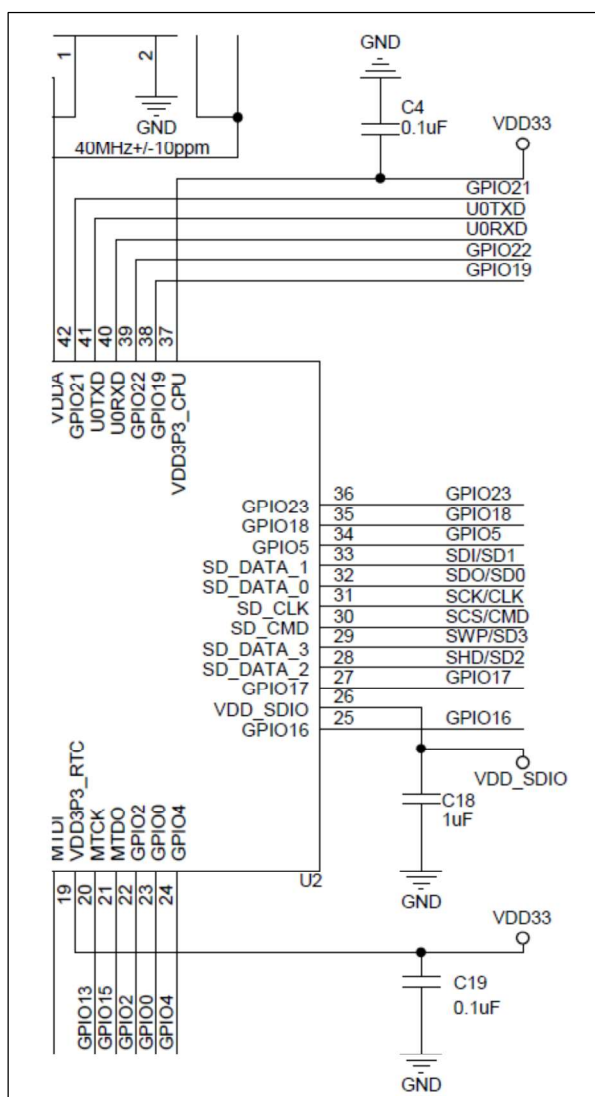 1
2
GND
40MHz+/-10ppm
GND
C4
0.1uF
VDD33
GPIO21
U0TXD
U0RXD
GPIO22
GPIO19
42
41
40
39
38
37
VDDA
GPIO21
U0TXD
U0RXD
GPIO22
GPIO19
VDD3P3_CPU
GPIO23 36 GPIO23
GPIO18 35 GPIO18
GPIO5 34 GPIO5
SD_DATA_1 33 SDI/SD1
SD_DATA_0 32 SDO/SD0
SD_CLK 31 SCK/CLK
SD_CMD 30 SCS/CMD
SD_DATA_3 29 SWP/SD3
SD_DATA_2 28 SHD/SD2
GPIO17 27 GPIO17
VDD_SDIO 26
GPIO16 25 GPIO16
VDD_SDIO
C18
1uF
GND
MTDI
VDD3P3_RTC
MTCK
MTDO
GPIO2
GPIO0
GPIO4
U2
19
20
21
22
23
24
VDD33
C19
0.1uF
GND
GPIO13
GPIO15
GPIO2
GPIO0
GPIO4